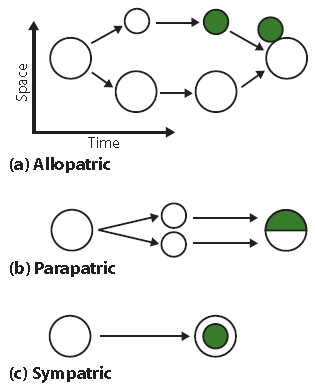 Space
Time
(a) Allopatric
(b) Parapatric
(c) Sympatric